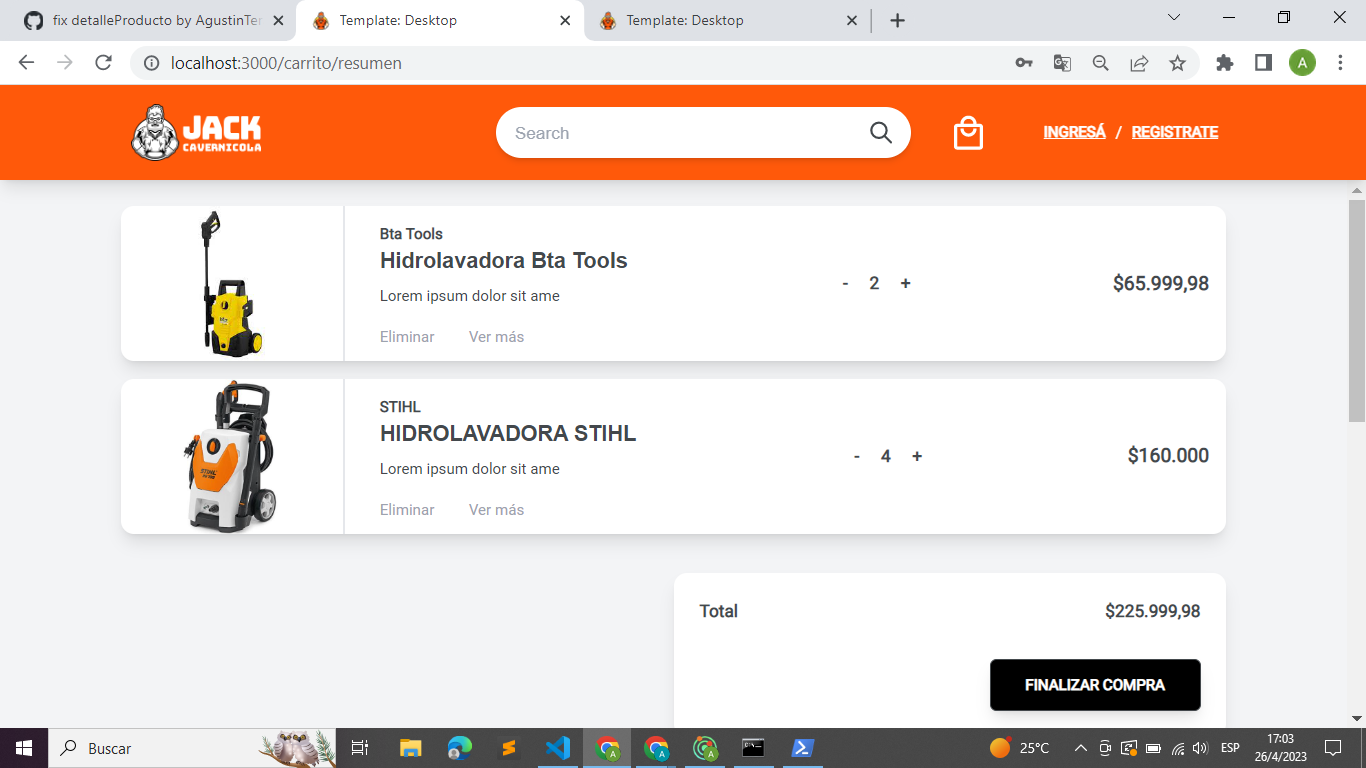 fix detalleProducto by AgustinTer
Template: Desktop
Template: Desktop
localhost:3000/carrito/resumen
A
JACK
CAVERNICOLA
Search
INGRESÁ / REGISTRATE
Bta Tools
Hidrolavadora Bta Tools
Lorem ipsum dolor sit ame
Eliminar Ver más
- 2 +
$65.999,98
STIHL
STIHL
HIDROLAVADORA STIHL
Lorem ipsum dolor sit ame
Eliminar Ver más
- 4 +
$160.000
Total $225.999,98
FINALIZAR COMPRA
Buscar
A
A
A
25°C
ESP
17:03
26/4/2023